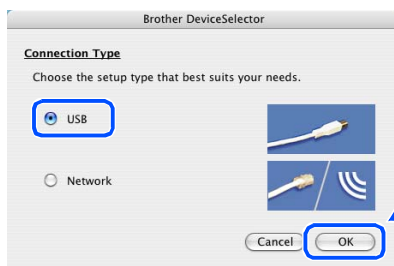 Brother DeviceSelector
Connection Type
Choose the setup type that best suits your needs.
USB
Network
Cancel OK